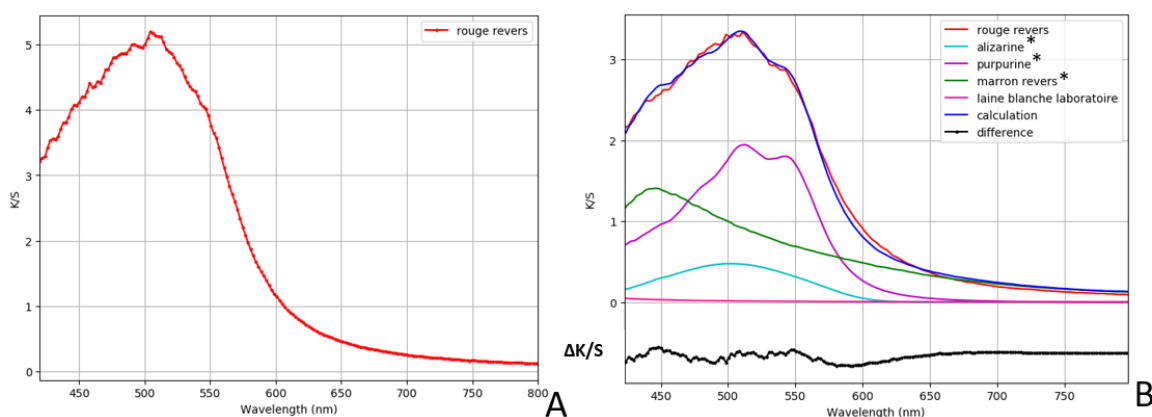 5
4
3
2
1
0
K/S
450 500 550 600 650 700 750 800
Wavelength (nm)
rouge revers
A
3
2
1
0
K/S
ΔK/S
450 500 550 600 650 700 750
Wavelength (nm)
rouge revers
alizarine *
purpurine *
marron revers *
laine blanche laboratoire
calculation
difference
B